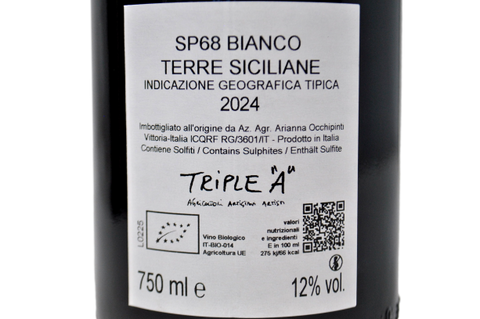 SP68 BIANCO
TERRE SICILIANE
INDICAZIONE GEOGRAFICA TIPICA
2024
Imbottigliato all'origine da Az. Agr. Arianna Occhipinti
Vittoria-Italia ICQRF RG/3601/IT - Prodotto in Italia
Contiene Solfiti / Contains Sulphites / Enthält Sulfite
TRiPLE "A"
Agricoltori Artigiani Artisti
L0225
Vino Biologico
IT-BIO-014
Agricoltura UE
valori
nutrizionali
e ingredienti
E in 100 ml
275 kj/66 kcal
750 ml e
12% vol.